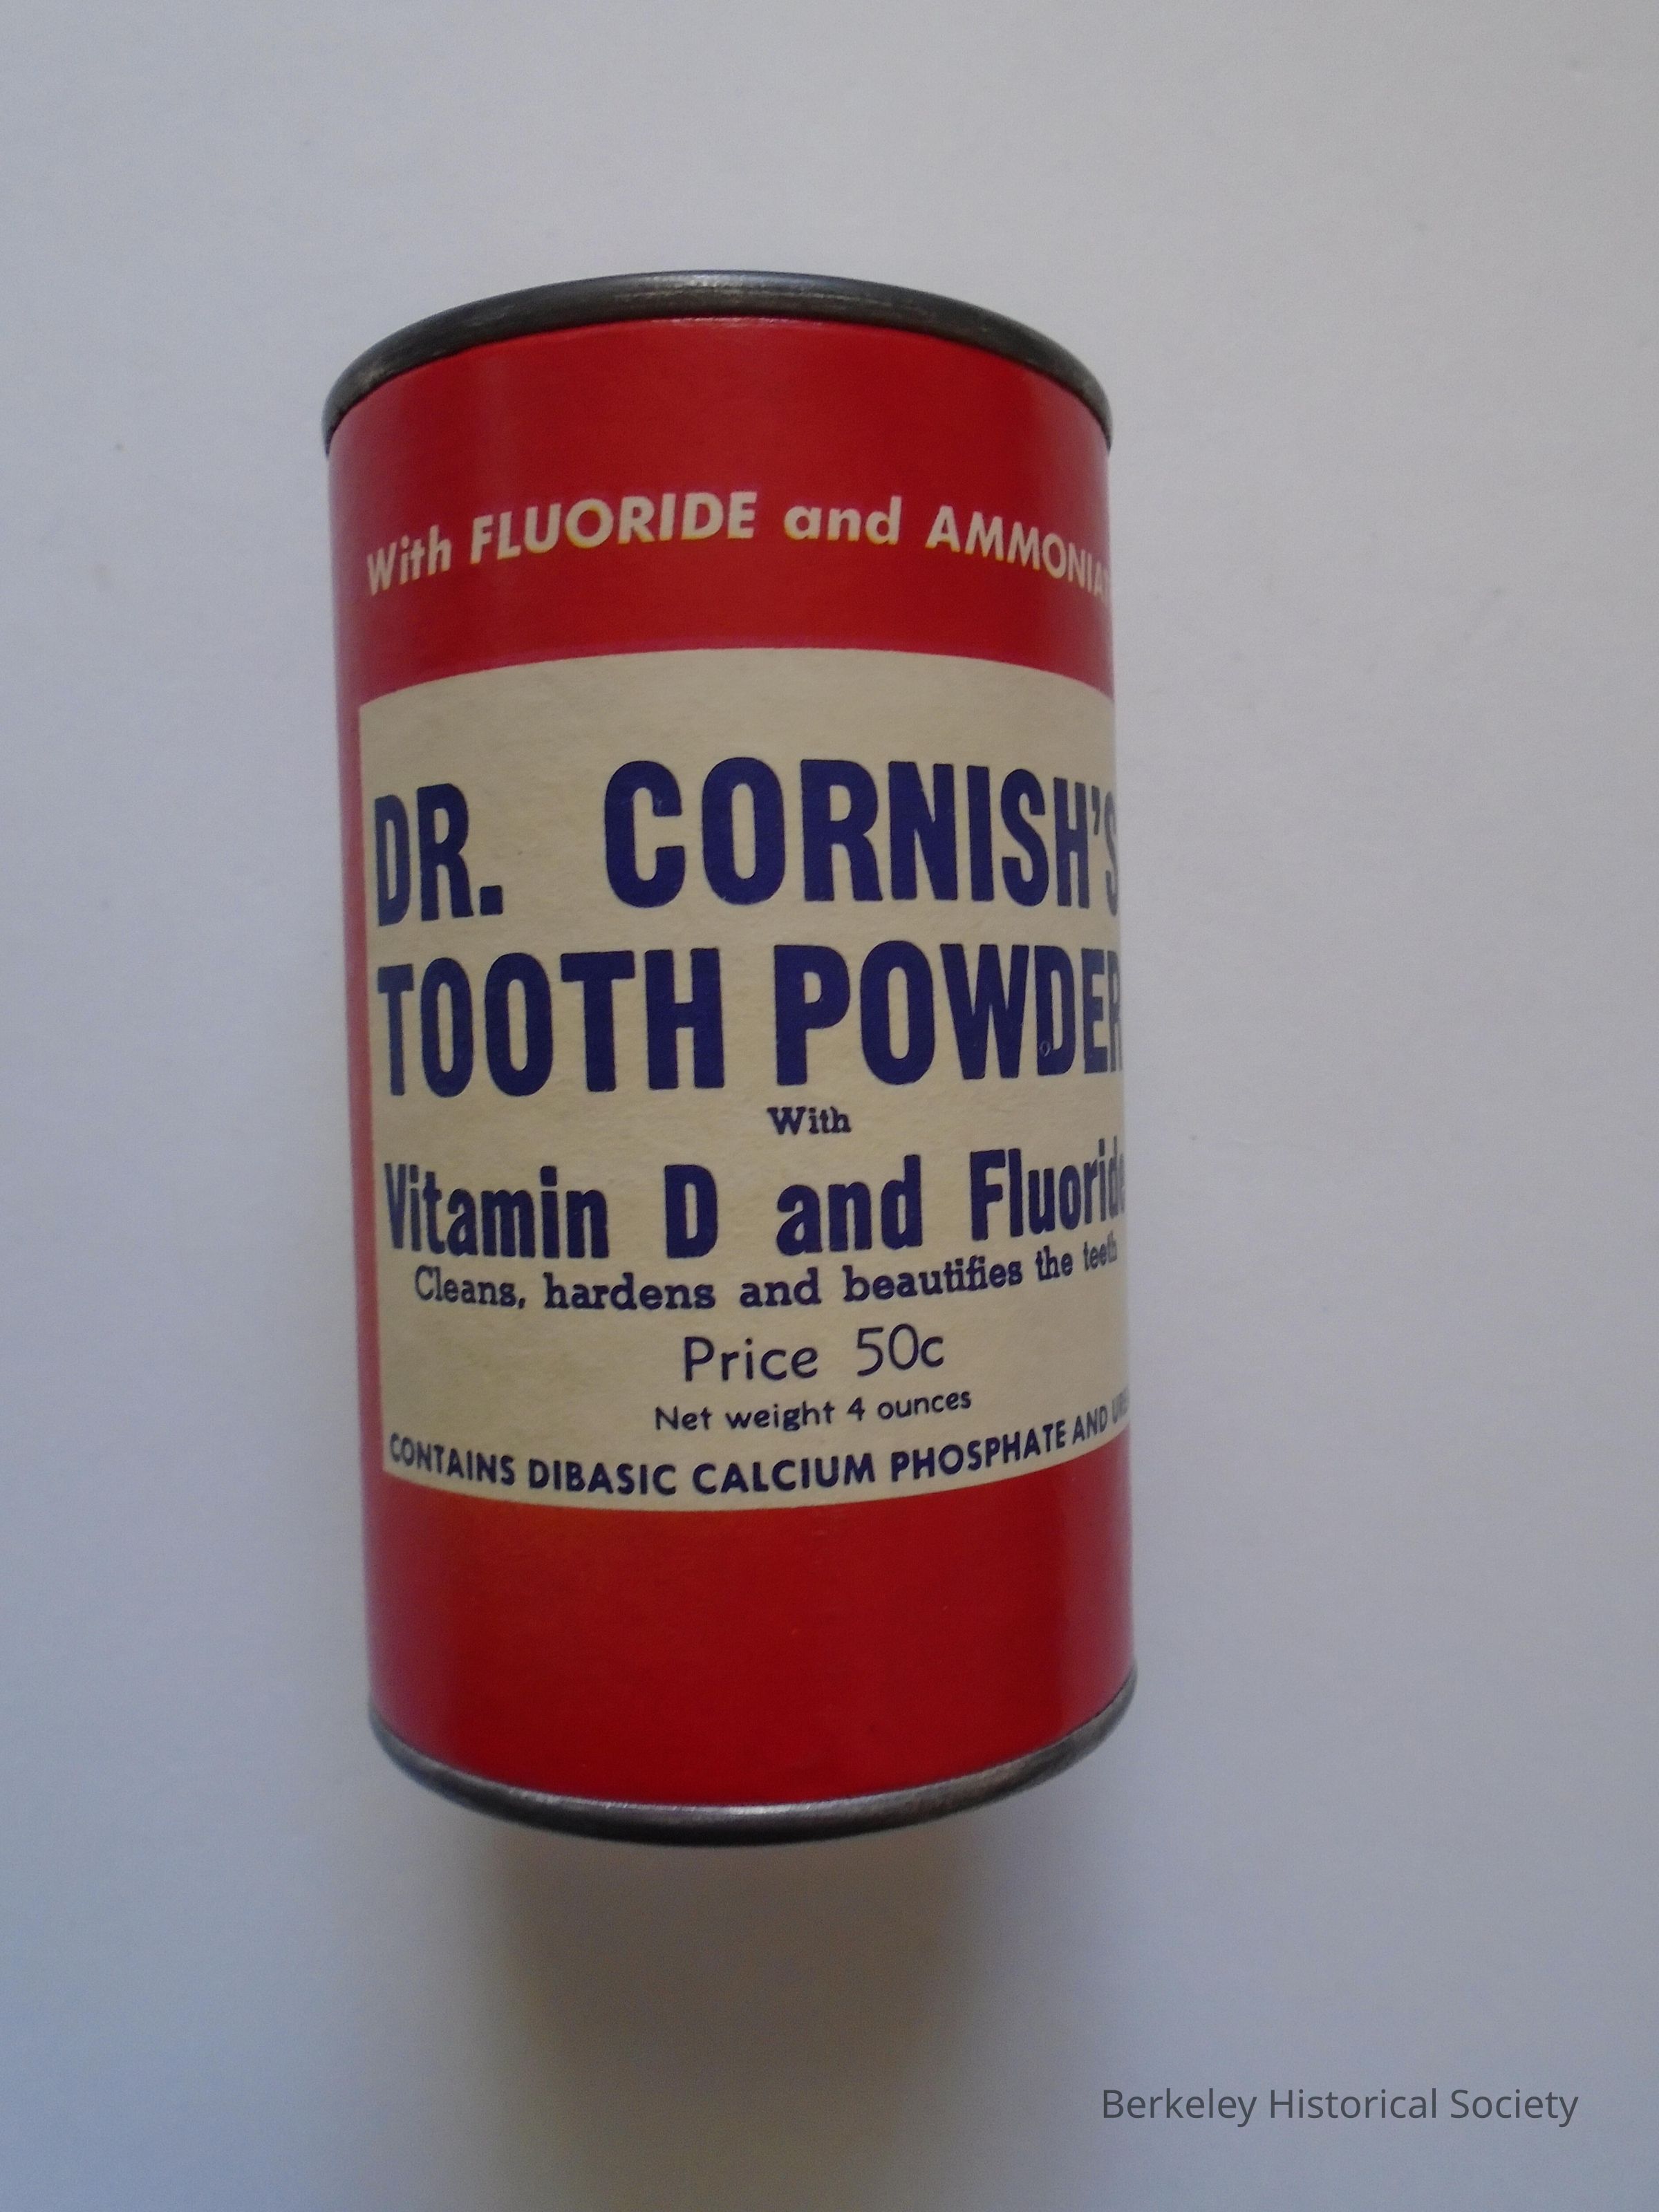 With FLUORIDE and
DR. CORNISH'S
TOOTH POWDER
With
Vitamin D and Fluoride
Cleans, hardens and beautifies the teeth
Price 50c
Net weight 4 ounces
CONTAINS DIBASIC CALCIUM PHOSPHATE AND
Berkeley Historical Society